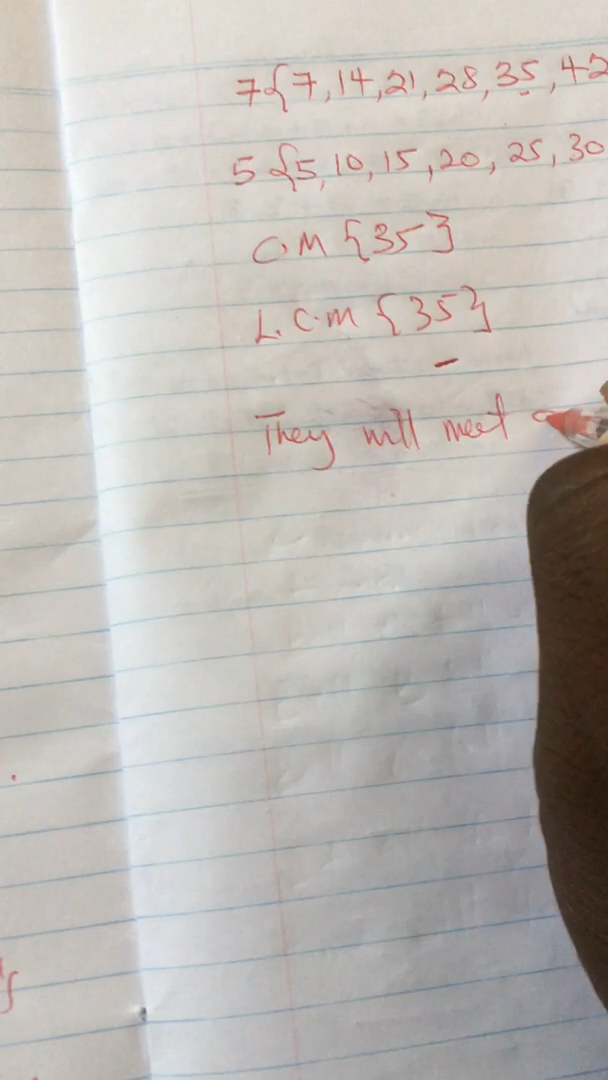 7{7,14,21,28,35,42
5{5,10,15,20,25,30
C.M {35}
L.C.M {35}
They will meet